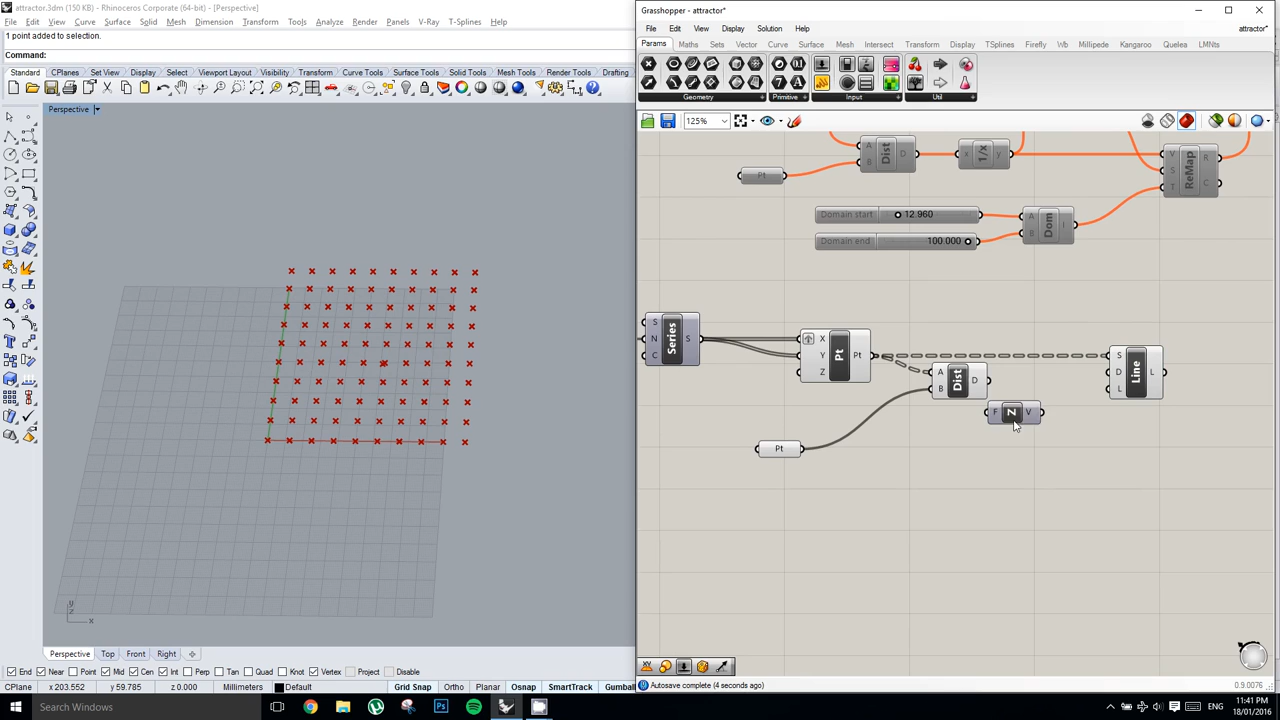 attractor.3dm (150 KB) - Rhinoceros Corporate (64-bit) - [Perspective]
File Edit View Curve Surface Solid Mesh Dimension Transform Tools Analyze Render Panels V-Ray T-Splines Help
1 point added to selection.
Command:
Standard CPlanes Set View Display Select Viewport Layout Visibility Transform Curve Tools Surface Tools Solid Tools Mesh Tools Render Tools Drafting
Perspective
y
z
x
Perspective Top Front Right
End Near Point Mid Cen Int Perp Tan Quad Knot Vertex Project Disable
CPlane x 203.552 y 59.785 z 0.000 Millimeters Default Grid Snap Ortho Planar Osnap SmartTrack Gumball
Grasshopper - attractor*
File Edit View Display Solution Help attractor*
Params Maths Sets Vector Curve Surface Mesh Intersect Transform Display TSplines Firefly Wb Millipede Kangaroo Quelea LMNts
Geometry Primitive Input Util
125%
Pt
A
B
Dist
D
x
1/x
y
V
S
T
ReMap
R
C
Domain start 12.960
Domain end 100.000
A
B
Dom
I
S
N
C
Series
S
X
Y
Z
Pt
Pt
A
B
Dist
D
F Z V
S
D
L
Line
L
Pt
Autosave complete (4 seconds ago)
0.9.0076
Search Windows
ENG
11:41 PM
18/01/2016